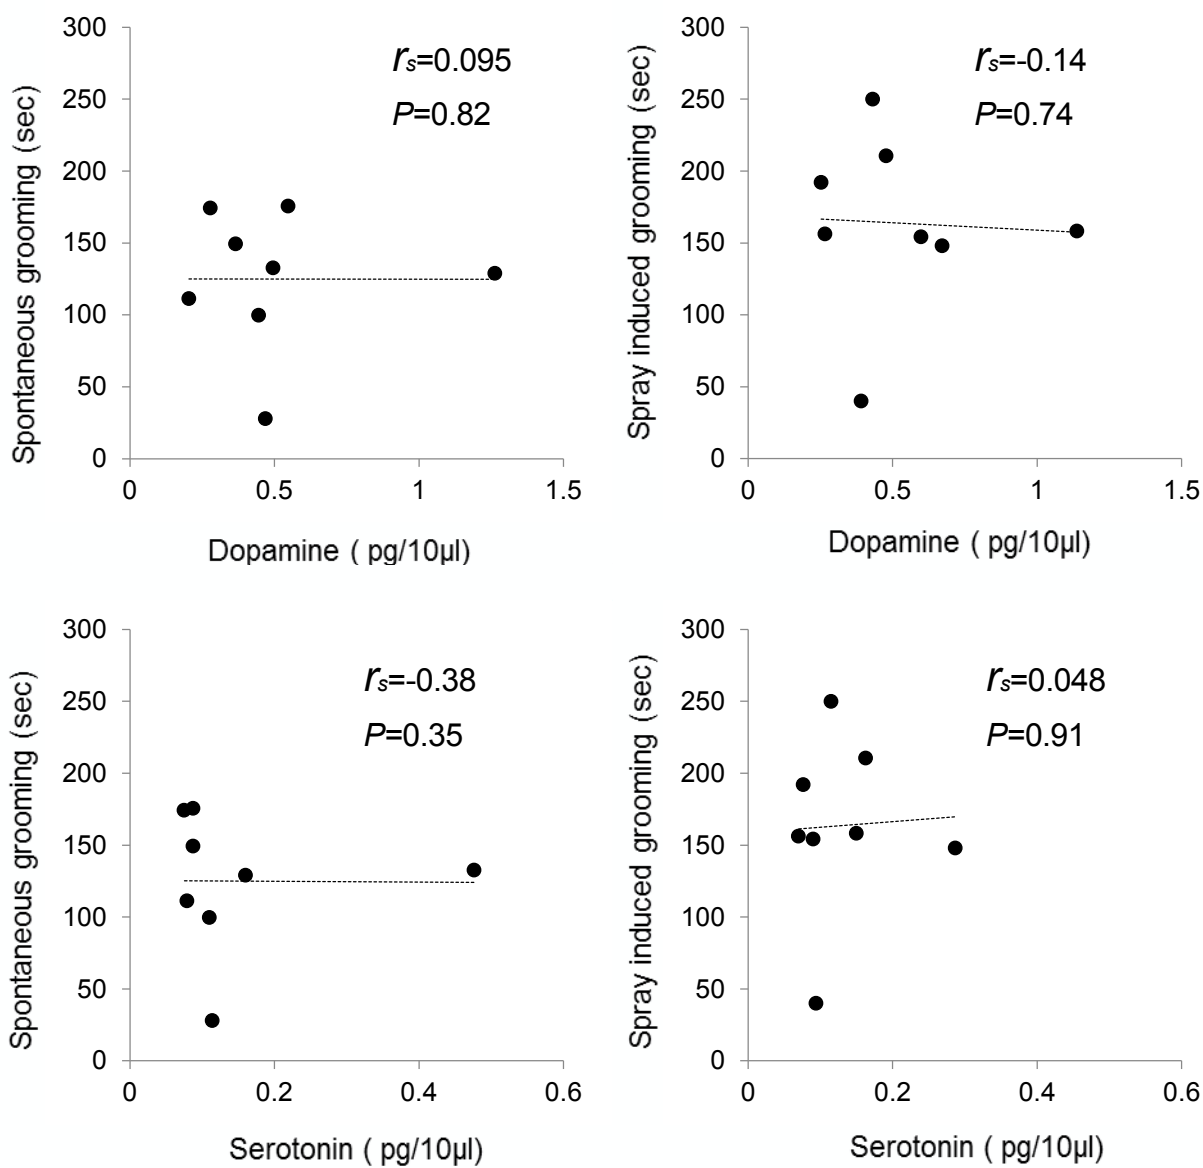 Spontaneous grooming (sec)
300
250
200
150
100
50
0
rs=0.095
P=0.82
0 0.5 1 1.5
Dopamine ( pg/10µl)
Spray induced grooming (sec)
300
250
200
150
100
50
0
rs=-0.14
P=0.74
0 0.5 1 1.5
Dopamine ( pg/10µl)
Spontaneous grooming (sec)
300
250
200
150
100
50
0
rs=-0.38
P=0.35
0 0.2 0.4 0.6
Serotonin ( pg/10µl)
Spray induced grooming (sec)
300
250
200
150
100
50
0
rs=0.048
P=0.91
0 0.2 0.4 0.6
Serotonin ( pg/10µl)